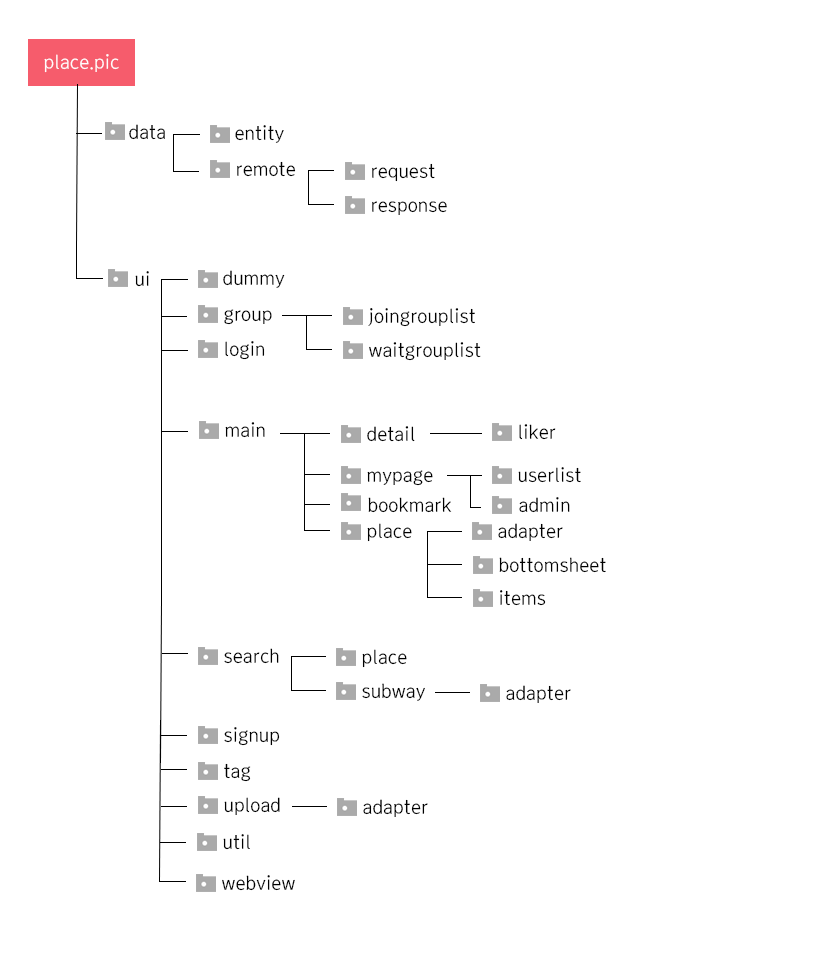 place.pic
data
entity
remote
request
response
ui
dummy
group
joingrouplist
waitgrouplist
login
main
detail
liker
mypage
userlist
bookmark
admin
place
adapter
bottomsheet
items
search
place
subway
adapter
signup
tag
upload
adapter
util
webview